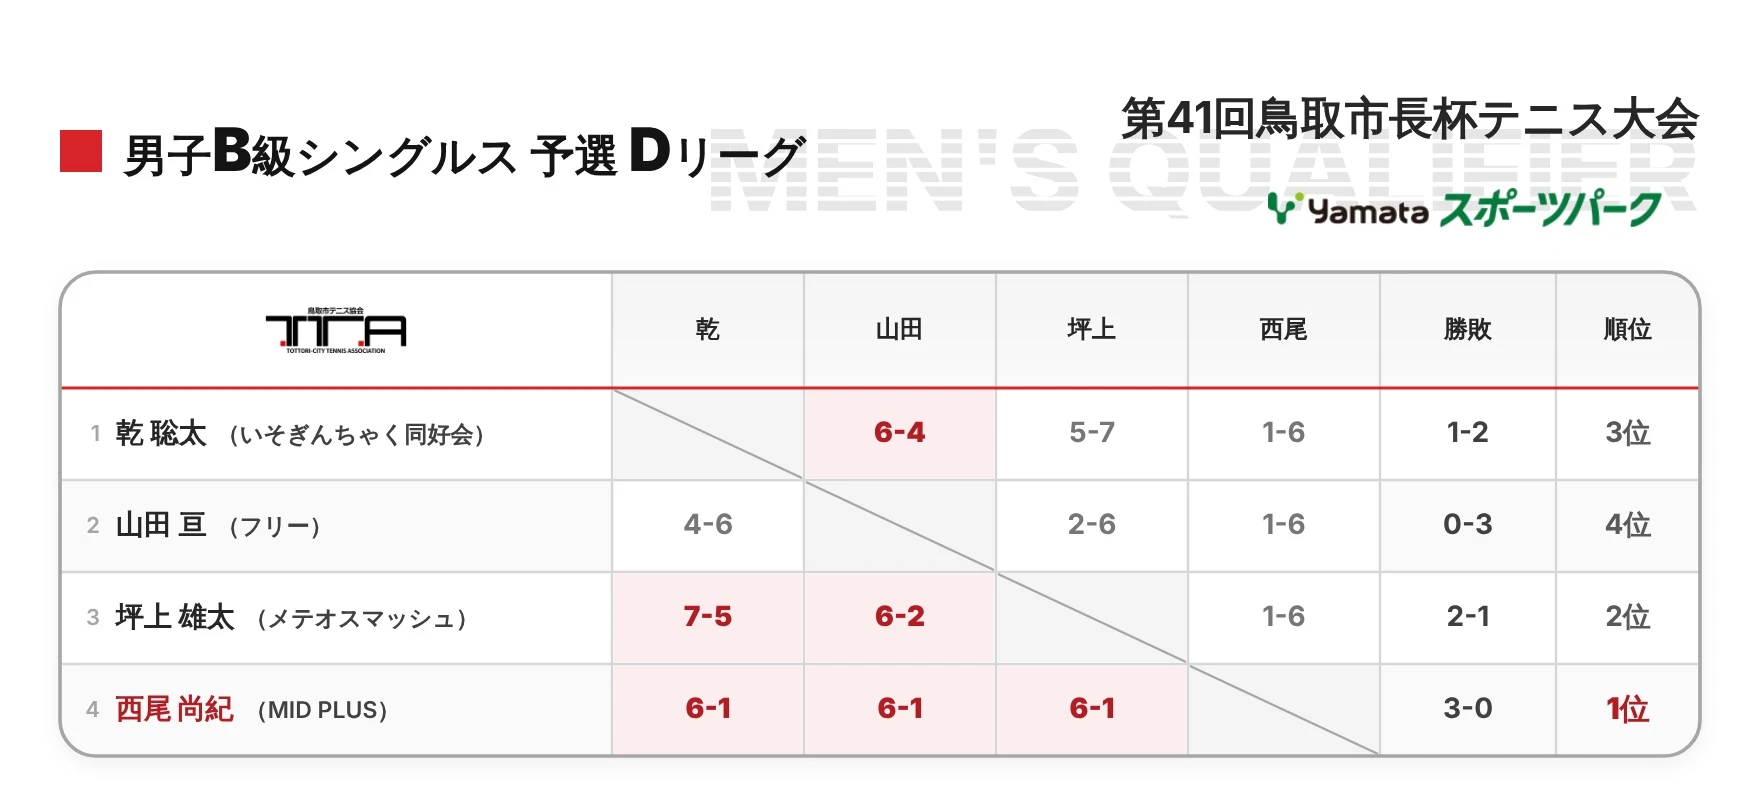 第41回鳥取市長杯テニス大会
男子B級シングルス 予選 Dリーグ
MEN'S QUALIFIER
Yamata スポーツパーク
鳥取市テニス協会
TTA
TOTTORI-CITY TENNIS ASSOCIATION
乾 山田 坪上 西尾 勝敗 順位
1 乾 聡太 （いそぎんちゃく同好会） 6-4 5-7 1-6 1-2 3位
2 山田 亘 （フリー） 4-6 2-6 1-6 0-3 4位
3 坪上 雄太 （メテオスマッシュ） 7-5 6-2 1-6 2-1 2位
4 西尾 尚紀 （MID PLUS） 6-1 6-1 6-1 3-0 1位